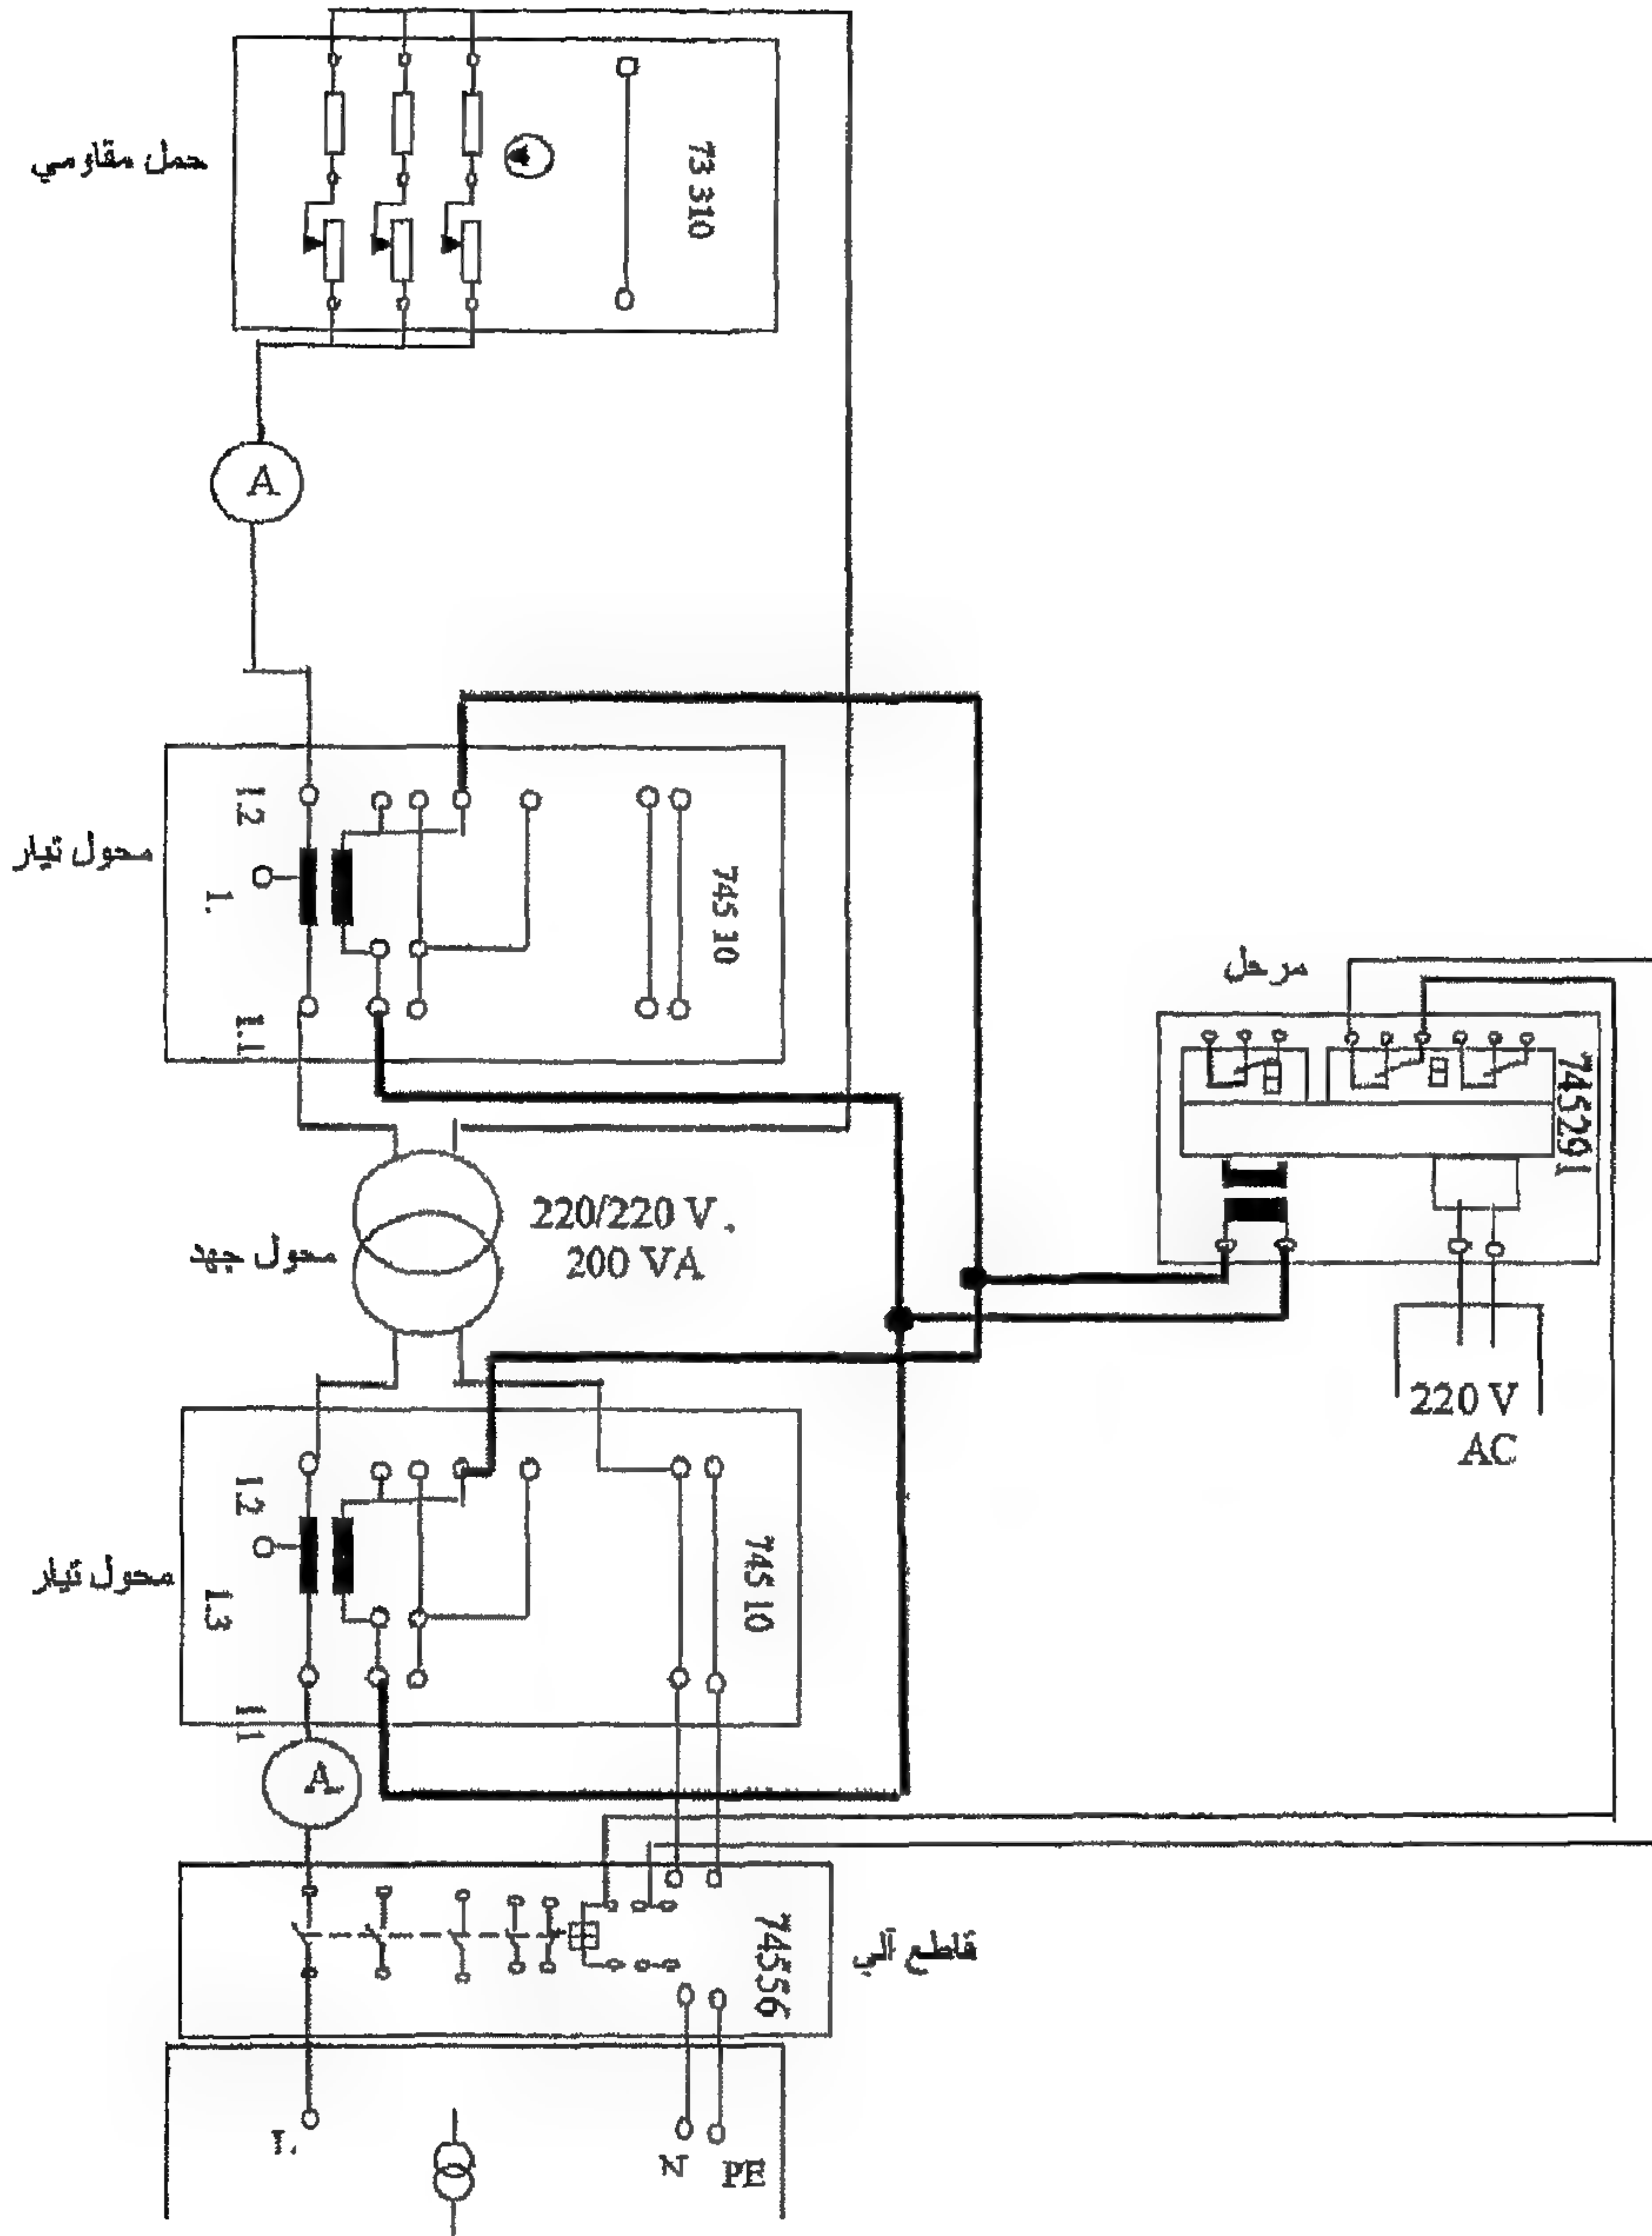 حمل مقاومي
73 310
A
1.2
محول تيار
1.
745 10
1.1
مرحل
745291
220/220 V.
200 VA
محول جهد
220 V
AC
1.2
محول تيار
1.3
745 10
1.1
A
74556
قاطع آلي
N
PE